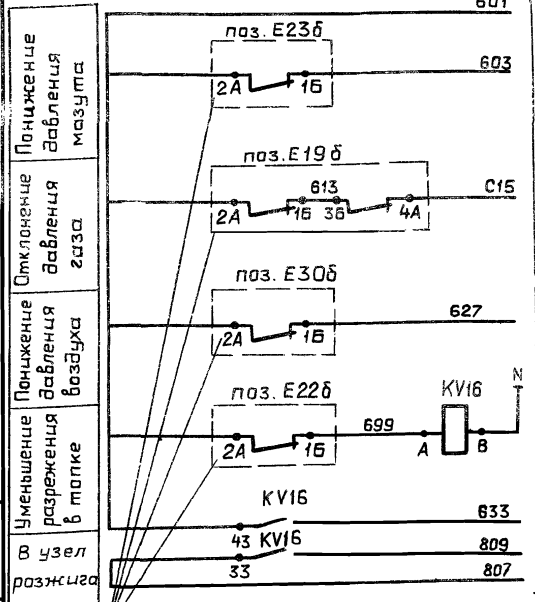 601
поз. Е23б
603
2А
1Б
Понижение
давления
мазута
поз. Е19б
613
С15
2А
1Б
3Б
4А
Отклонение
давления
газа
поз. Е30б
627
2А
1Б
Понижение
давления
воздуха
поз. Е22б
KV16
N
699
2А
1Б
А
В
Уменьшение
разрежения
в топке
KV16
633
43
KV16
809
33
807
В узел
розжига